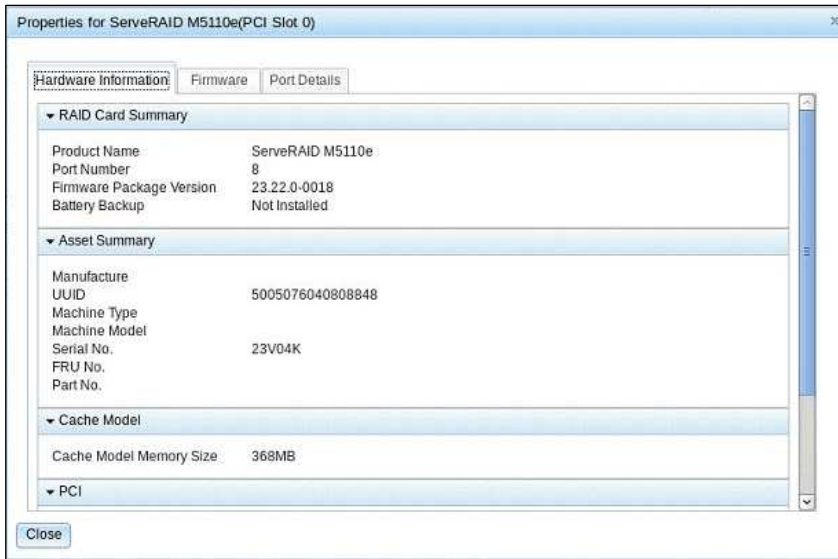 Properties for ServeRAID M5110e(PCI Slot 0)
x
Hardware Information Firmware Port Details
RAID Card Summary
Product Name ServeRAID M5110e
Port Number 8
Firmware Package Version 23.22.0-0018
Battery Backup Not Installed
Asset Summary
Manufacture
UUID 5005076040808848
Machine Type
Machine Model
Serial No. 23V04K
FRU No.
Part No.
Cache Model
Cache Model Memory Size 368MB
PCI
Close